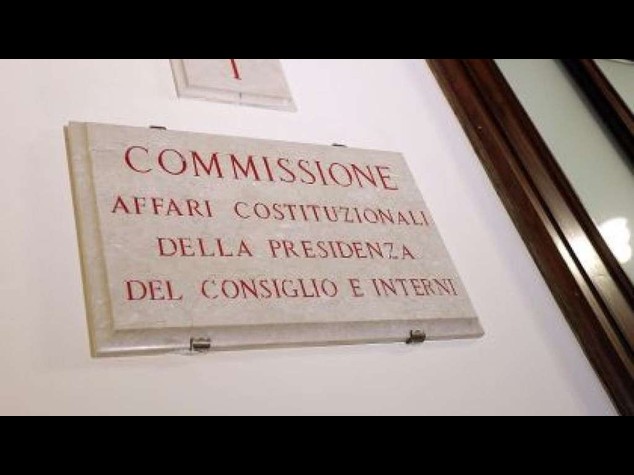 I
COMMISSIONE
AFFARI COSTITUZIONALI
DELLA PRESIDENZA
DEL CONSIGLIO E INTERNI